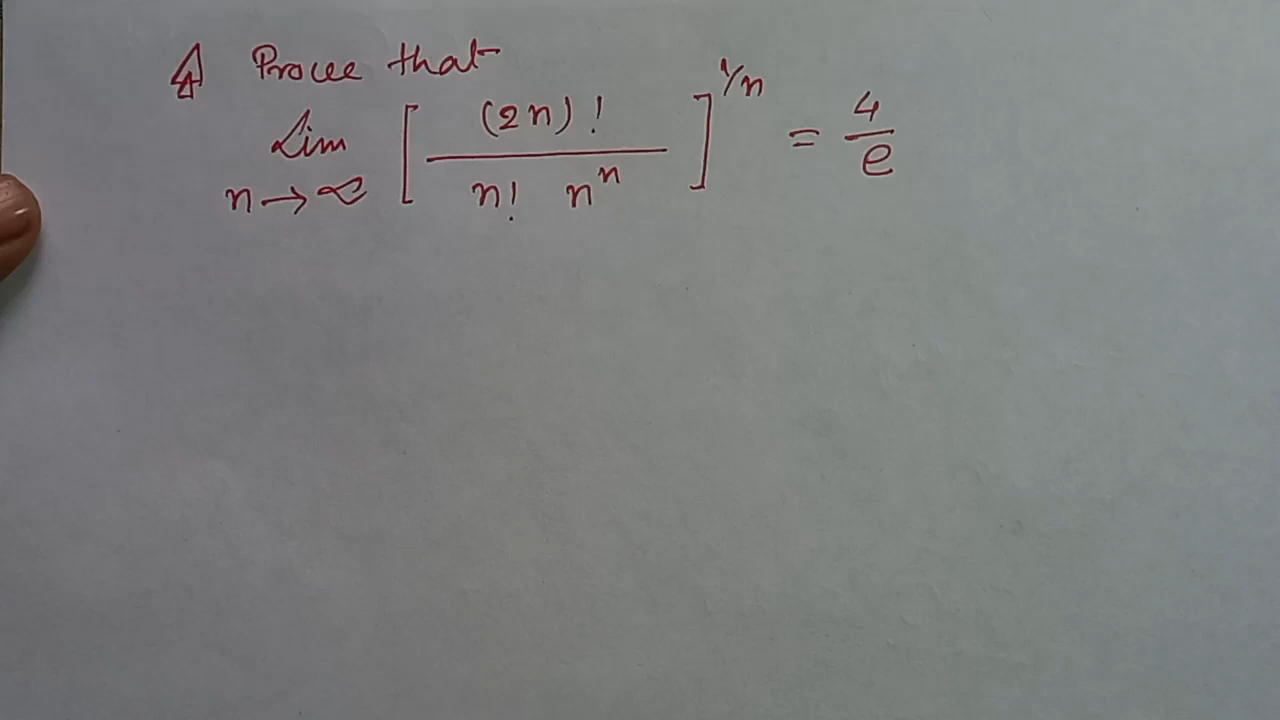 4 Prove that
Lim n→∞ [ (2n)! / n! n^n ]^1/n = 4/e